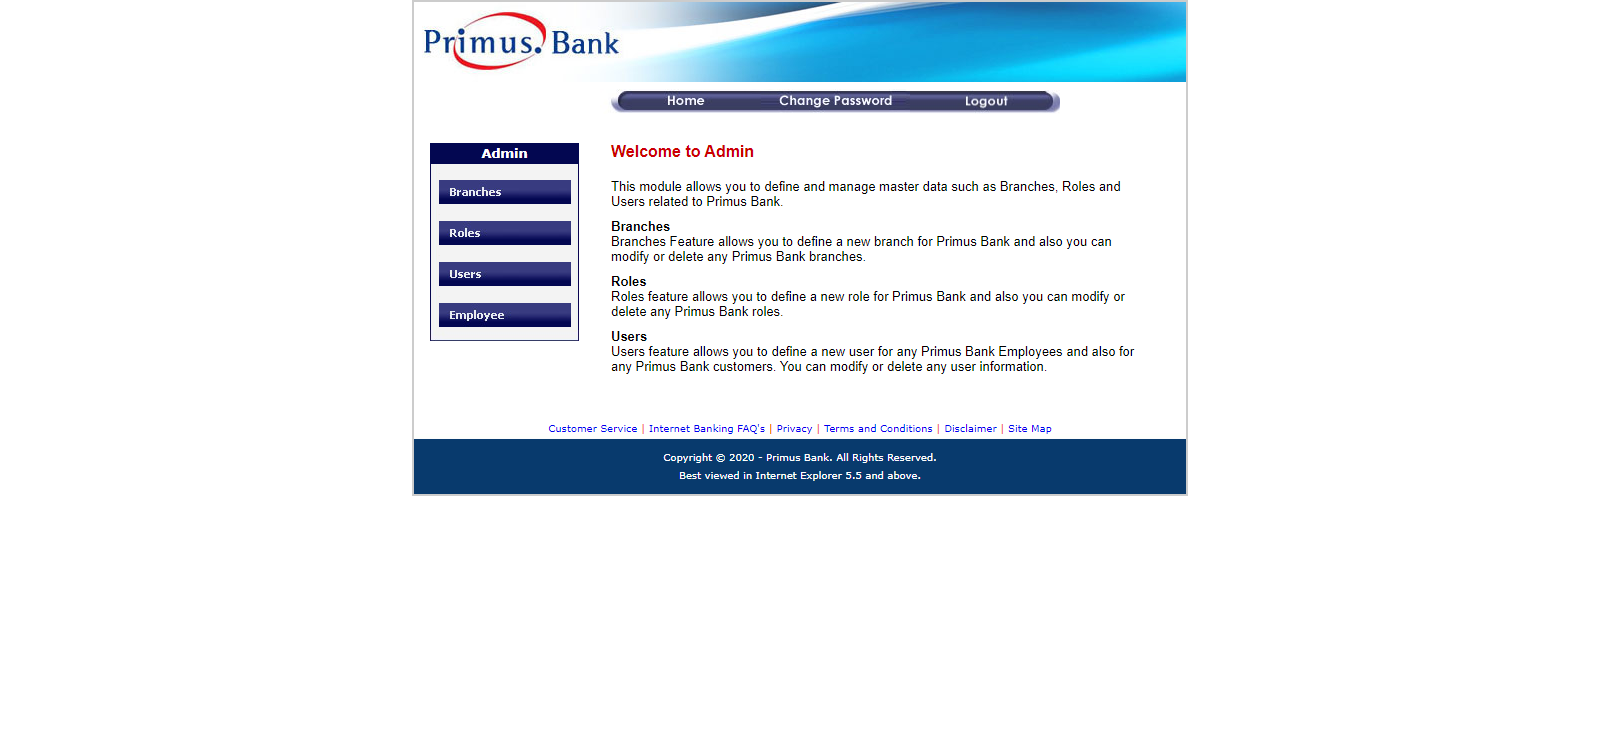 Primus. Bank
Home
Change Password
Logout
Admin
Branches
Roles
Users
Employee
Welcome to Admin
This module allows you to define and manage master data such as Branches, Roles and
Users related to Primus Bank.
Branches
Branches Feature allows you to define a new branch for Primus Bank and also you can
modify or delete any Primus Bank branches.
Roles
Roles feature allows you to define a new role for Primus Bank and also you can modify or
delete any Primus Bank roles.
Users
Users feature allows you to define a new user for any Primus Bank Employees and also for
any Primus Bank customers. You can modify or delete any user information.
Customer Service | Internet Banking FAQ's | Privacy | Terms and Conditions | Disclaimer | Site Map
Copyright © 2020 - Primus Bank. All Rights Reserved.
Best viewed in Internet Explorer 5.5 and above.